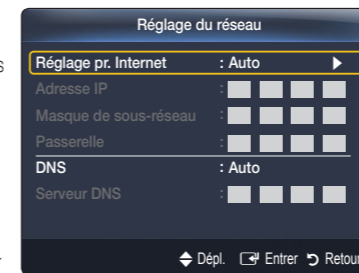 Réglage du réseau
Réglage pr. Internet : Auto
Adresse IP :
Masque de sous-réseau :
Passerelle :
DNS : Auto
Serveur DNS :
Dépl. Entrer Retour